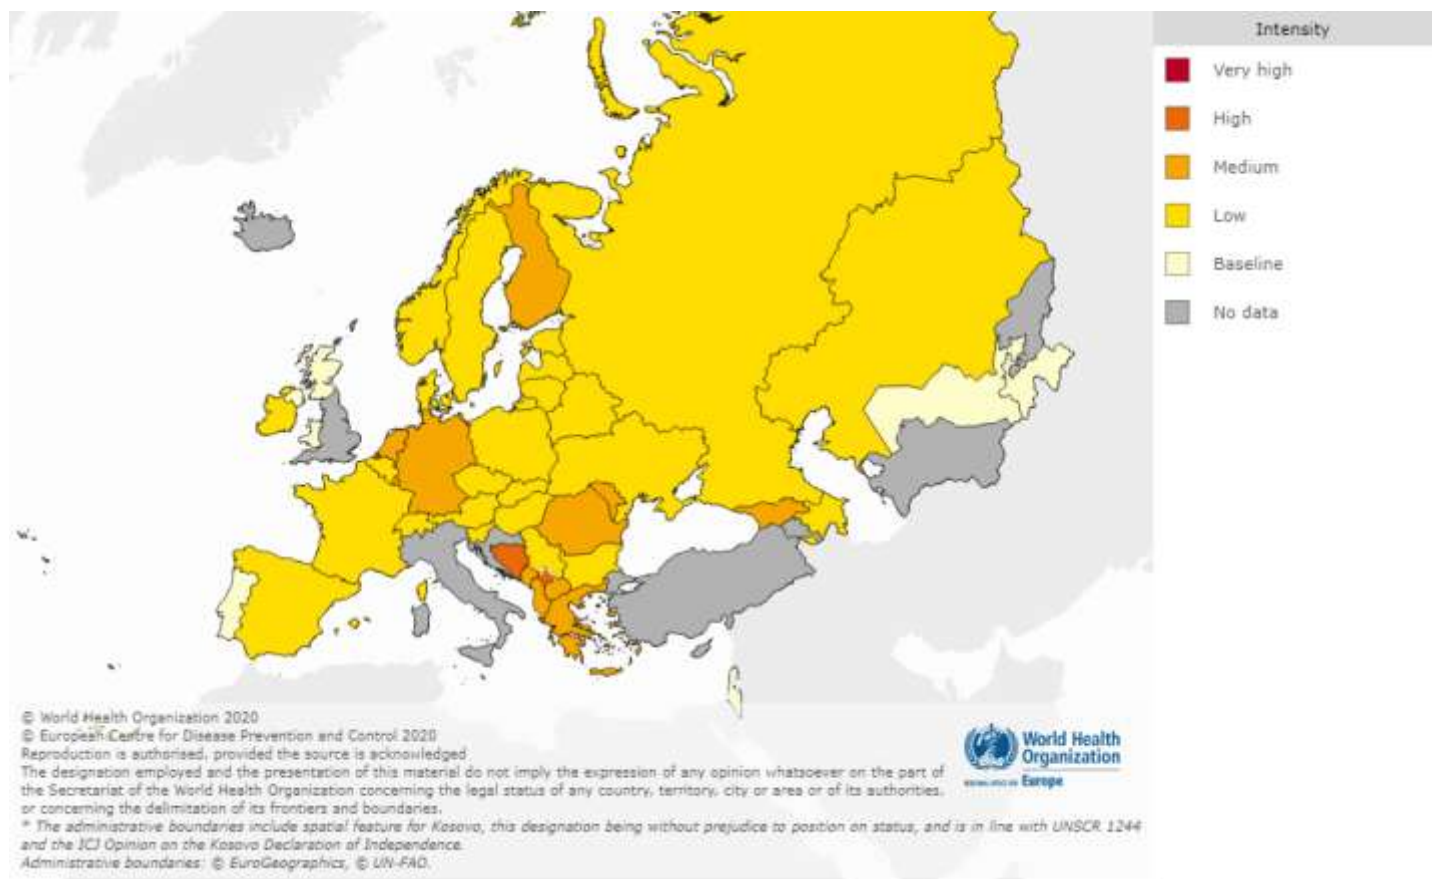 Intensity
Very high
High
Medium
Low
Baseline
No data
© World Health Organization 2020
© European Centre for Disease Prevention and Control 2020
Reproduction is authorised, provided the source is acknowledged
The designation employed and the presentation of this material do not imply the expression of any opinion whatsoever on the part of
the Secretariat of the World Health Organization concerning the legal status of any country, territory, city or area or of its authorities,
or concerning the delimitation of its frontiers and boundaries.
* The administrative boundaries include spatial feature for Kosovo, this designation being without prejudice to position on status, and is in line with UNSCR 1244
and the ICJ Opinion on the Kosovo Declaration of Independence.
Administrative boundaries: © EuroGeographics, © UN-FAO.
World Health
Organization
Europe